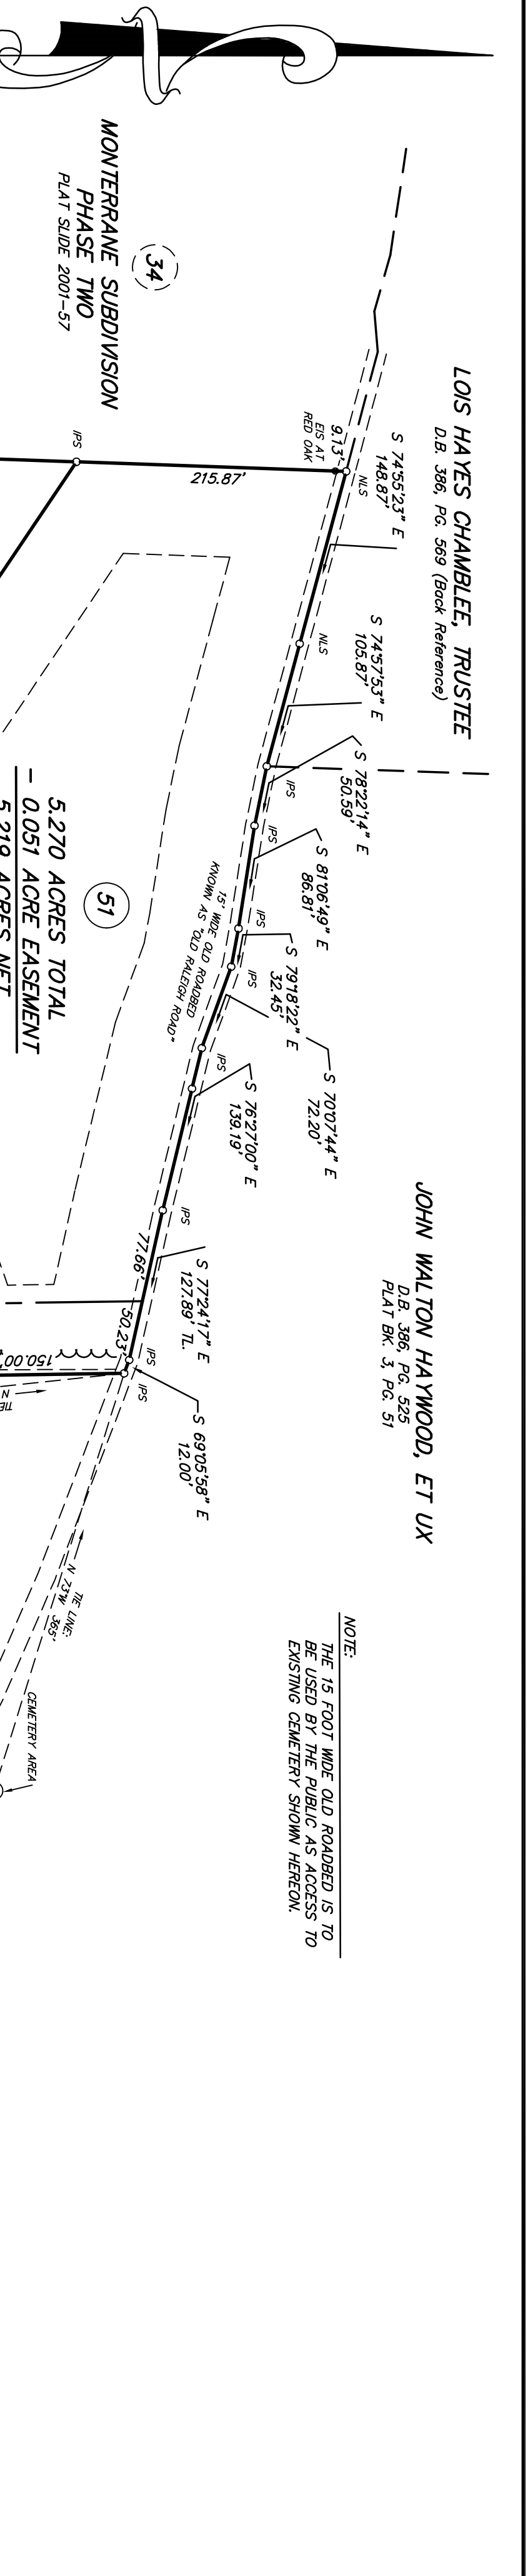 LOIS HAYES CHAMBLEE, TRUSTEE
D.B. 386, PG. 569 (Back Reference)
JOHN WALTON HAYWOOD, ET UX
D.B. 386, PG. 525
PLAT BK. 3, PG. 51
NOTE:
THE 15 FOOT WIDE OLD ROADBED IS TO
BE USED BY THE PUBLIC AS ACCESS TO
EXISTING CEMETERY SHOWN HEREON.
S 74°55'23" E
148.87'
NLS
9.13'
EIS AT
RED OAK
S 74°57'53" E
105.87'
NLS
S 78°22'14" E
50.59'
IPS
S 81°06'49" E
86.81'
IPS
S 79°18'22" E
32.45'
IPS
S 70°07'44" E
72.20'
IPS
S 76°27'00" E
139.19'
IPS
S 77°24'17" E
127.89' TL.
IPS
S 69°05'58" E
12.00'
IPS
IPS
15' WIDE OLD ROADBED
KNOWN AS "OLD RALEIGH ROAD"
77.66'
50.23'
150.00'
N
TIE
TIE LINE:
N 73°W 365'
CEMETERY AREA
34
MONTERRANE SUBDIVISION
PHASE TWO
PLAT SLIDE 2001-57
IPS
215.87'
51
5.270 ACRES TOTAL
- 0.051 ACRE EASEMENT
5.219 ACRES NET